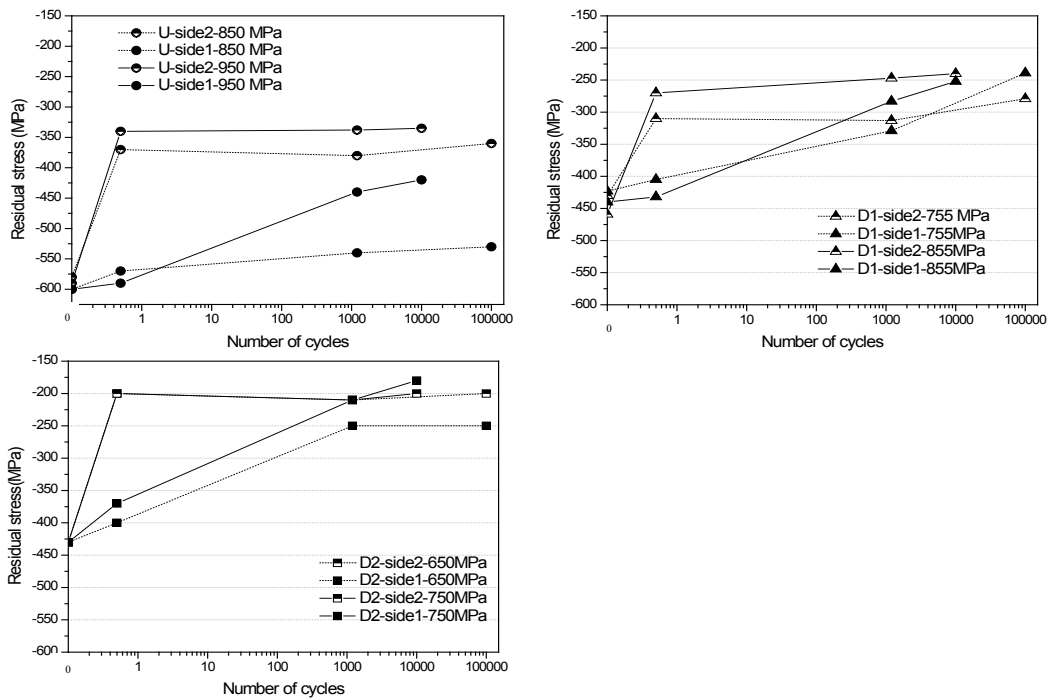 -150
-200
-250
-300
-350
-400
-450
-500
-550
-600
Residual stress (MPa)
U-side2-850 MPa
U-side1-850 MPa
U-side2-950 MPa
U-side1-950 MPa
0 1 10 100 1000 10000 100000
Number of cycles
-150
-200
-250
-300
-350
-400
-450
-500
-550
-600
Residual stress (MPa)
D1-side2-755 MPa
D1-side1-755MPa
D1-side2-855MPa
D1-side1-855MPa
0 1 10 100 1000 10000 100000
Number of cycles
-150
-200
-250
-300
-350
-400
-450
-500
-550
-600
Residual stress(MPa)
D2-side2-650MPa
D2-side1-650MPa
D2-side2-750MPa
D2-side1-750MPa
0 1 10 100 1000 10000 100000
Number of cycles